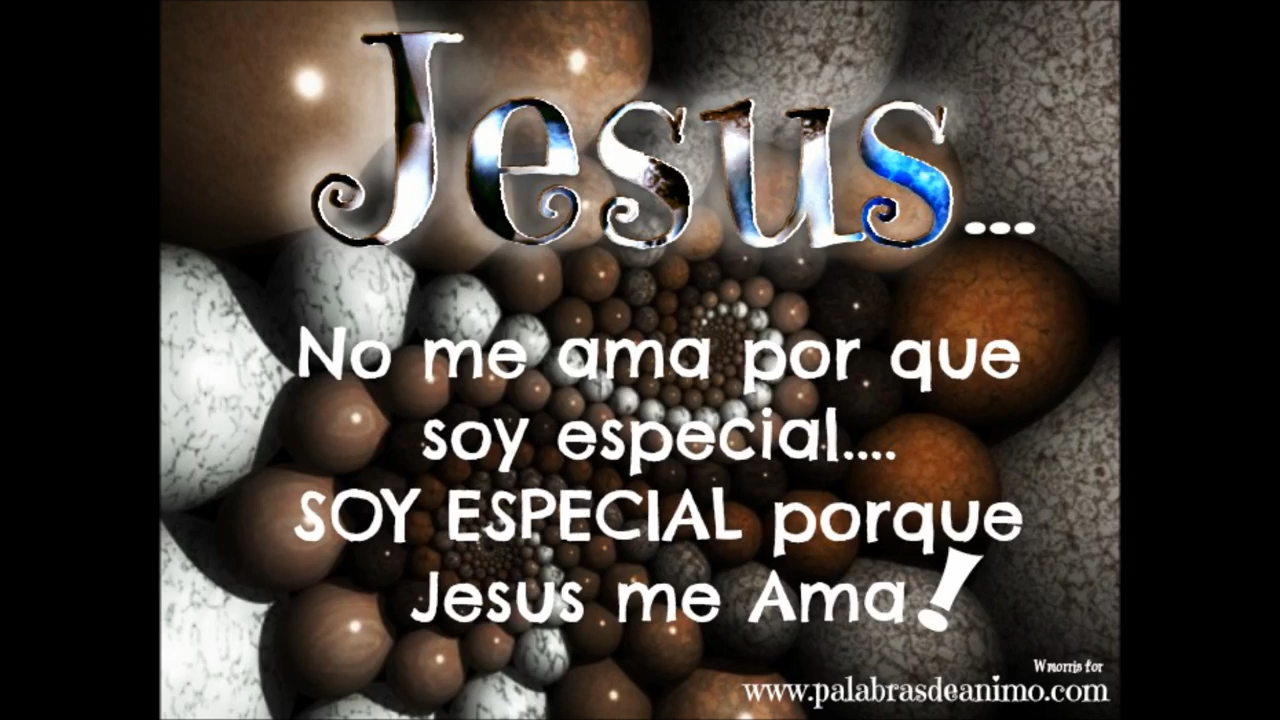 Jesus...
No me ama por que
soy especial....
SOY ESPECIAL porque
Jesus me Ama!
Wmorris for
www.palabrasdeanimo.com